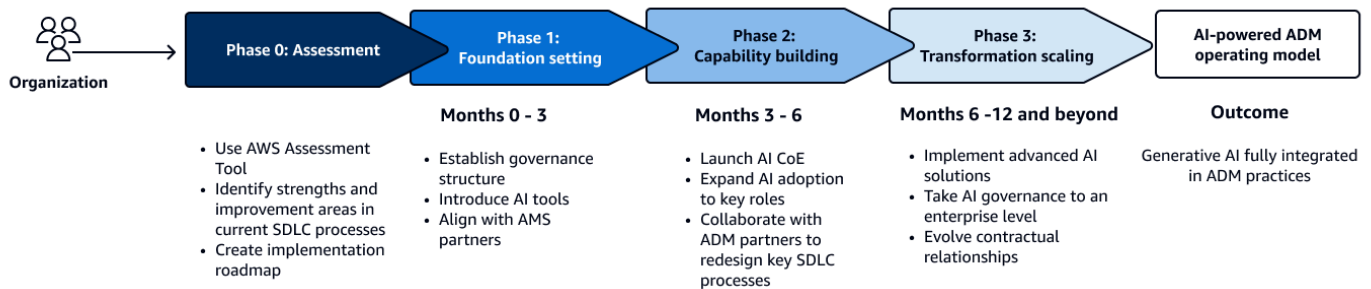 Organization
Phase 0: Assessment
Phase 1:
Foundation setting
Phase 2:
Capability building
Phase 3:
Transformation scaling
AI-powered ADM
operating model
Months 0 - 3
Months 3 - 6
Months 6 -12 and beyond
Outcome
• Use AWS Assessment
Tool
• Identify strengths and
improvement areas in
current SDLC processes
• Create implementation
roadmap
• Establish governance
structure
• Introduce AI tools
• Align with AMS
partners
• Launch AI CoE
• Expand AI adoption
to key roles
• Collaborate with
ADM partners to
redesign key SDLC
processes
• Implement advanced AI
solutions
• Take AI governance to an
enterprise level
• Evolve contractual
relationships
Generative AI fully integrated
in ADM practices